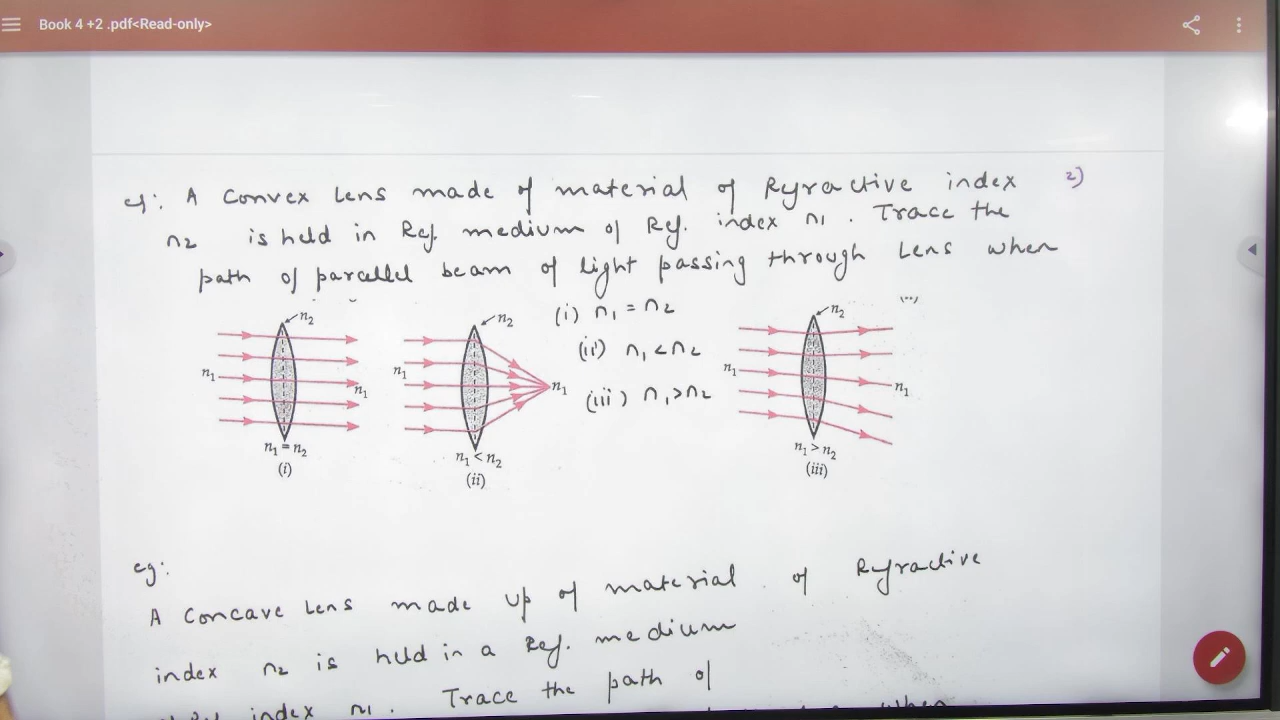 Book 4 +2 .pdf<Read-only>
eg: A Convex Lens made of material of Refractive index 2)
n2 is held in Ref. medium of Ref. index n1 . Trace the
path of parallel beam of light passing through Lens when
n2 n2 (i) n1 = n2 n2
(ii) n1 < n2
n1 n1 n1 n1 (iii) n1 > n2 n1 n1
n1 = n2 n1 < n2 n1 > n2
(i) (ii) (iii)
eg:
A Concave Lens made up of material of Refractive
index n2 is held in a Ref. medium
index n1 . Trace the path of
when